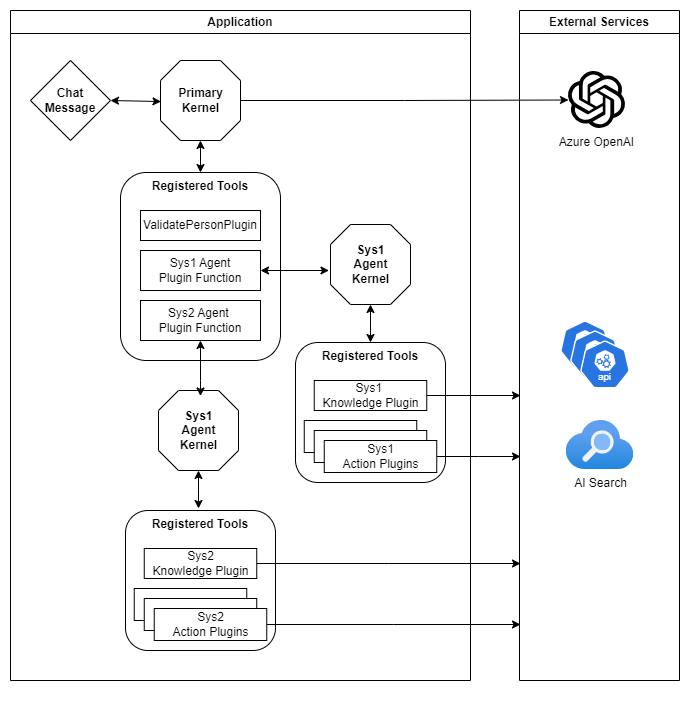 Application
External Services
Chat
Message
Primary
Kernel
Azure OpenAI
Registered Tools
ValidatePersonPlugin
Sys1 Agent
Plugin Function
Sys2 Agent
Plugin Function
Sys1
Agent
Kernel
Registered Tools
Sys1
Knowledge Plugin
Sys1
Action Plugins
api
AI Search
Sys1
Agent
Kernel
Registered Tools
Sys2
Knowledge Plugin
Sys2
Action Plugins